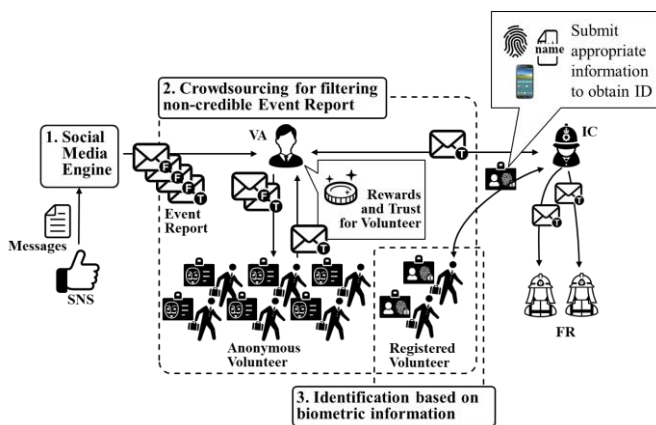 Submit
appropriate
information
to obtain ID
name
2. Crowdsourcing for filtering
non-credible Event Report
VA
IC
1. Social
Media
Engine
T
F
F
F
T
F
F
T
T
Event
Report
Rewards
and Trust
for Volunteer
Messages
SNS
T
T
FR
Anonymous
Volunteer
Registered
Volunteer
3. Identification based on
biometric information